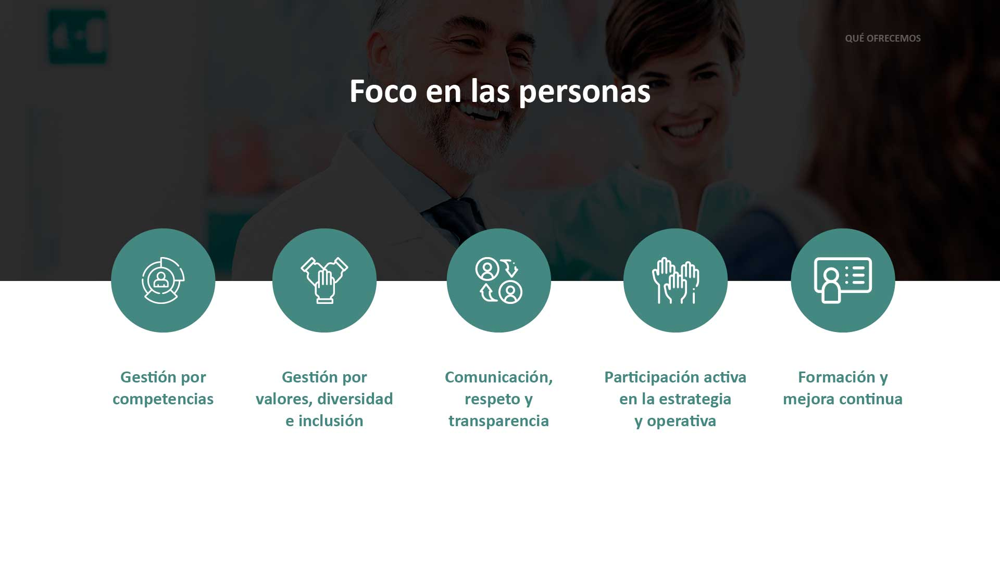 QUÉ OFRECEMOS
Foco en las personas
Gestión por
competencias
Gestión por
valores, diversidad
e inclusión
Comunicación,
respeto y
transparencia
Participación activa
en la estrategia
y operativa
Formación y
mejora continua